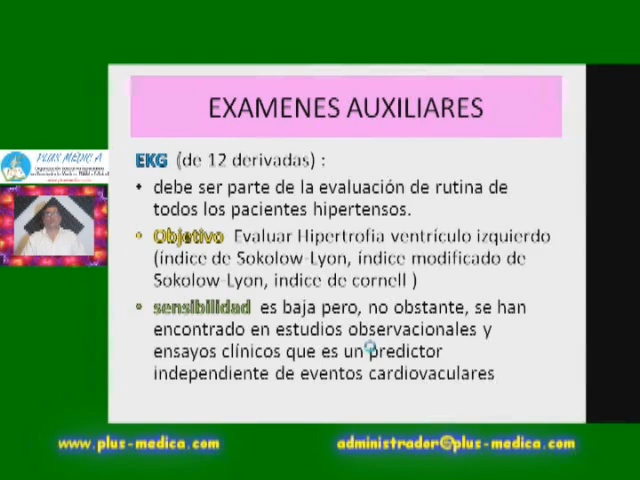 EXAMENES AUXILIARES
EKG (de 12 derivadas) :
• debe ser parte de la evaluación de rutina de
todos los pacientes hipertensos.
• Objetivo Evaluar Hipertrofia ventrículo izquierdo
(índice de Sokolow-Lyon, índice modificado de
Sokolow-Lyon, indice de cornell )
• sensibilidad es baja pero, no obstante, se han
encontrado en estudios observacionales y
ensayos clínicos que es un predictor
independiente de eventos cardiovaculares
PLUS MEDIC A
www.plus-medica.com
administrador@plus-medica.com